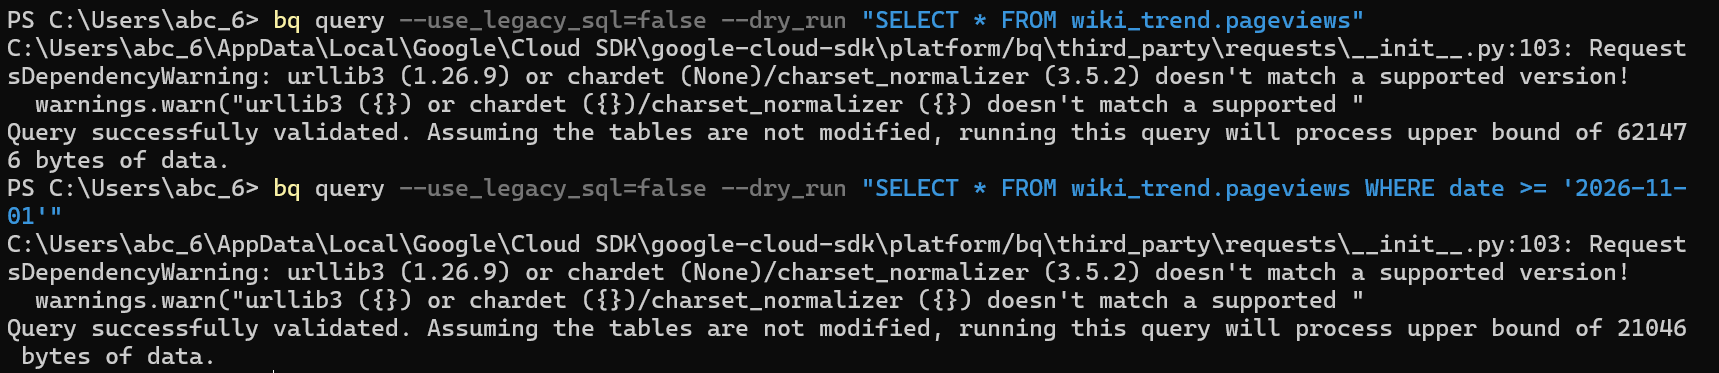 PS C:\Users\abc_6> bq query --use_legacy_sql=false --dry_run "SELECT * FROM wiki_trend.pageviews"
C:\Users\abc_6\AppData\Local\Google\Cloud SDK\google-cloud-sdk\platform/bq\third_party\requests\__init__.py:103: Request
sDependencyWarning: urllib3 (1.26.9) or chardet (None)/charset_normalizer (3.5.2) doesn't match a supported version!
  warnings.warn("urllib3 ({}) or chardet ({})/charset_normalizer ({}) doesn't match a supported "
Query successfully validated. Assuming the tables are not modified, running this query will process upper bound of 62147
6 bytes of data.
PS C:\Users\abc_6> bq query --use_legacy_sql=false --dry_run "SELECT * FROM wiki_trend.pageviews WHERE date >= '2026-11-
01'"
C:\Users\abc_6\AppData\Local\Google\Cloud SDK\google-cloud-sdk\platform/bq\third_party\requests\__init__.py:103: Request
sDependencyWarning: urllib3 (1.26.9) or chardet (None)/charset_normalizer (3.5.2) doesn't match a supported version!
  warnings.warn("urllib3 ({}) or chardet ({})/charset_normalizer ({}) doesn't match a supported "
Query successfully validated. Assuming the tables are not modified, running this query will process upper bound of 21046
 bytes of data.